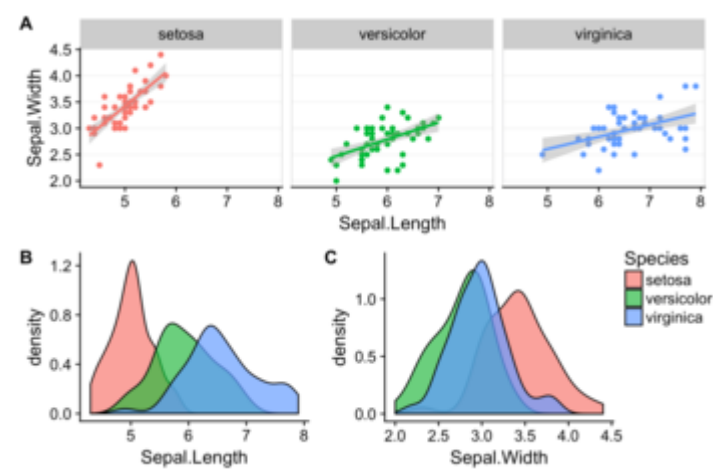 A
setosa versicolor virginica
4.5
4.0
3.5
3.0
2.5
2.0
Sepal.Width
5 6 7 8 5 6 7 8 5 6 7 8
Sepal.Length
B
1.2
0.8
0.4
0.0
density
5 6 7 8
Sepal.Length
C
1.0
0.5
0.0
density
2.0 2.5 3.0 3.5 4.0 4.5
Sepal.Width
Species
setosa
versicolor
virginica